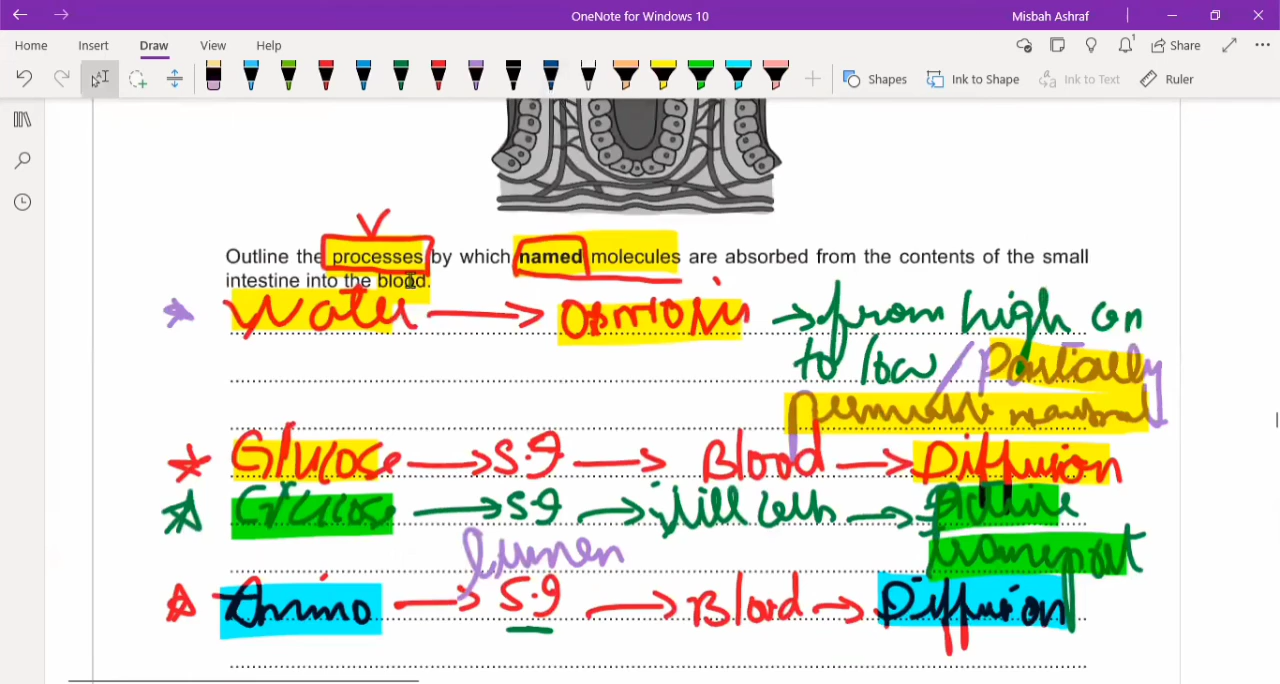 OneNote for Windows 10
Misbah Ashraf
Home Insert Draw View Help
Share
Shapes Ink to Shape Ink to Text Ruler
Outline the processes by which named molecules are absorbed from the contents of the small
intestine into the blood.
Water → Osmosis → from high con
to low / Partially
Permeable
Glucose → S.I → Blood → Diffusion
Glucose → S.I → villi cells → Active
transport
lumen
Amino → S.I → Blood → Diffusion